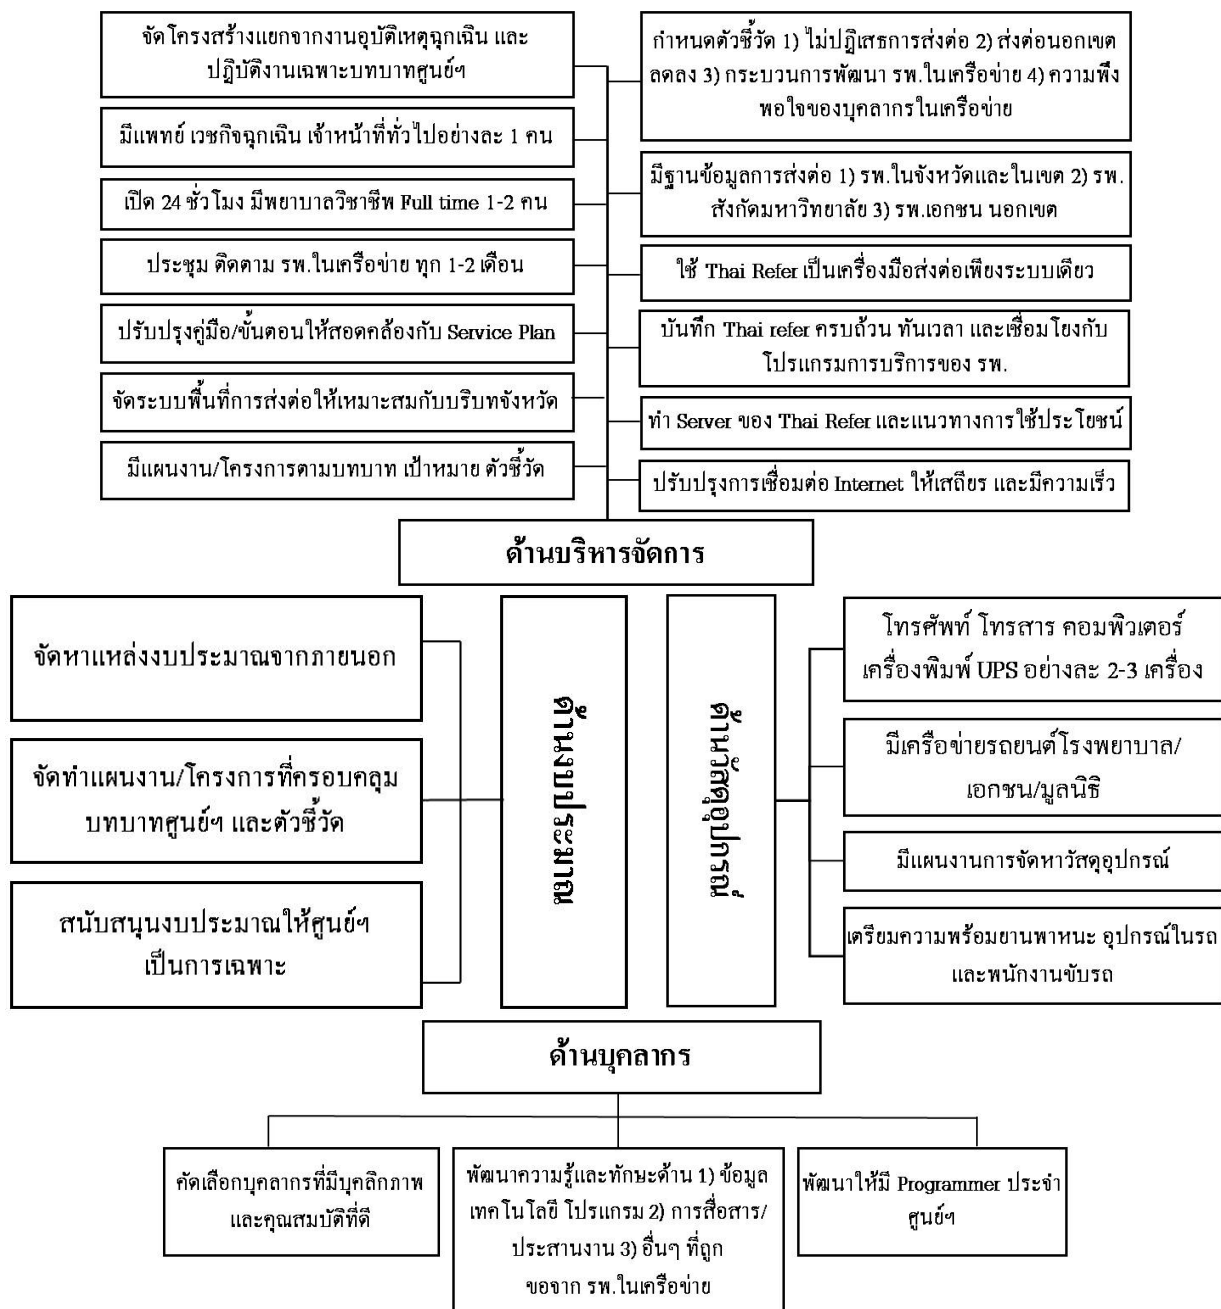 จัดโครงสร้างแยกจากงานอุบัติเหตุฉุกเฉิน และ
ปฏิบัติงานเฉพาะบทบาทศูนย์ฯ
มีแพทย์ เวชกิจฉุกเฉิน เจ้าหน้าที่ทั่วไปอย่างละ 1 คน
เปิด 24 ชั่วโมง มีพยาบาลวิชาชีพ Full time 1-2 คน
ประชุม ติดตาม รพ.ในเครือข่าย ทุก 1-2 เดือน
ปรับปรุงคู่มือ/ขั้นตอนให้สอดคล้องกับ Service Plan
จัดระบบพื้นที่การส่งต่อให้เหมาะสมกับบริบทจังหวัด
มีแผนงาน/โครงการตามบทบาท เป้าหมาย ตัวชี้วัด
กำหนดตัวชี้วัด 1) ไม่ปฏิเสธการส่งต่อ 2) ส่งต่อนอกเขต
ลดลง 3) กระบวนการพัฒนา รพ.ในเครือข่าย 4) ความพึง
พอใจของบุคลากรในเครือข่าย
มีฐานข้อมูลการส่งต่อ 1) รพ.ในจังหวัดและในเขต 2) รพ.
สังกัดมหาวิทยาลัย 3) รพ.เอกชน นอกเขต
ใช้ Thai Refer เป็นเครื่องมือส่งต่อเพียงระบบเดียว
บันทึก Thai refer ครบถ้วน ทันเวลา และเชื่อมโยงกับ
โปรแกรมการบริการของ รพ.
ทำ Server ของ Thai Refer และแนวทางการใช้ประโยชน์
ปรับปรุงการเชื่อมต่อ Internet ให้เสถียร และมีความเร็ว
ด้านบริหารจัดการ
จัดหาแหล่งงบประมาณจากภายนอก
จัดทำแผนงาน/โครงการที่ครอบคลุม
บทบาทศูนย์ฯ และตัวชี้วัด
สนับสนุนงบประมาณให้ศูนย์ฯ
เป็นการเฉพาะ
ด้านงบประมาณ
ด้านวัสดุอุปกรณ์
โทรศัพท์ โทรสาร คอมพิวเตอร์
เครื่องพิมพ์ UPS อย่างละ 2-3 เครื่อง
มีเครือข่ายรถยนต์โรงพยาบาล/
เอกชน/มูลนิธิ
มีแผนงานการจัดหาวัสดุอุปกรณ์
เตรียมความพร้อมยานพาหนะ อุปกรณ์ในรถ
และพนักงานขับรถ
ด้านบุคลากร
คัดเลือกบุคลากรที่มีบุคลิกภาพ
และคุณสมบัติที่ดี
พัฒนาความรู้และทักษะด้าน 1) ข้อมูล
เทคโนโลยี โปรแกรม 2) การสื่อสาร/
ประสานงาน 3) อื่นๆ ที่ถูก
ขอจาก รพ.ในเครือข่าย
พัฒนาให้มี Programmer ประจำ
ศูนย์ฯ